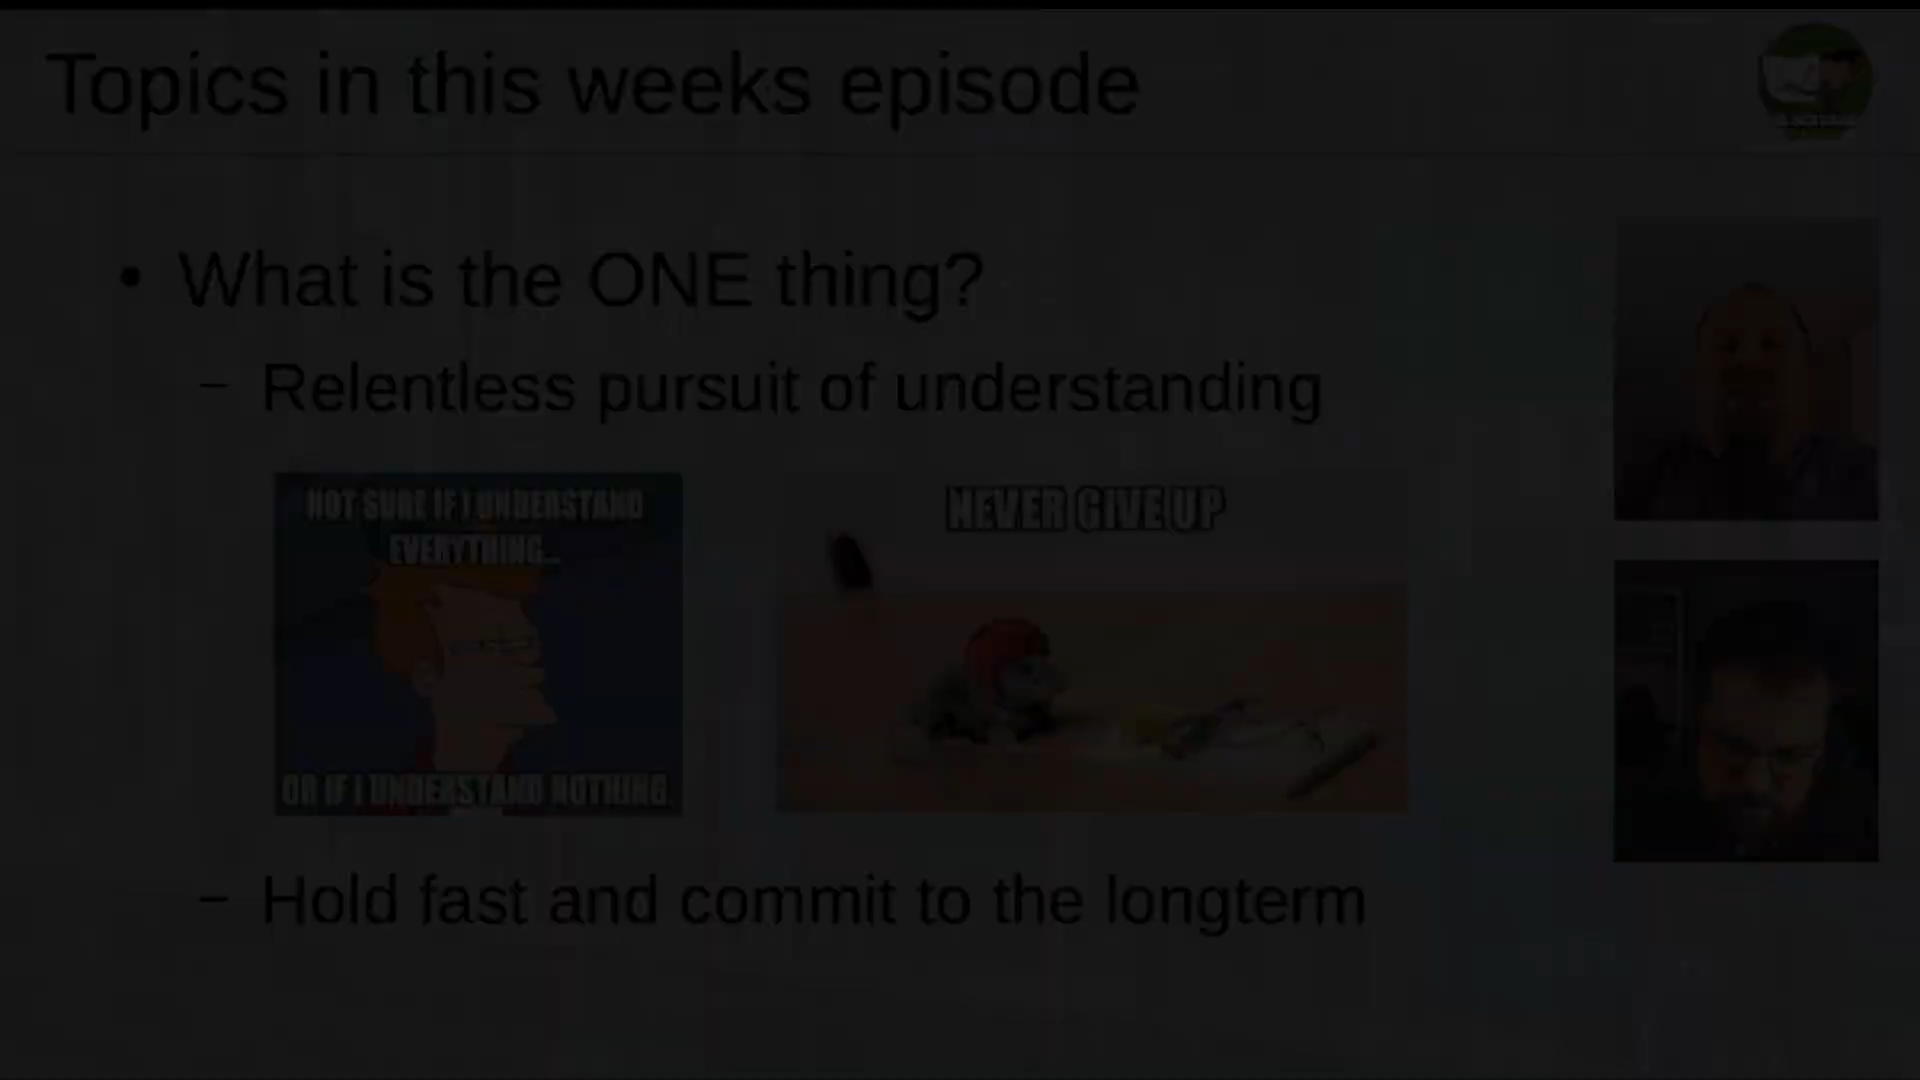 Topics in this weeks episode
• What is the ONE thing?
– Relentless pursuit of understanding
NOT SURE IF I UNDERSTAND
EVERYTHING...
OR IF I UNDERSTAND NOTHING.
NEVER GIVE UP
– Hold fast and commit to the longterm